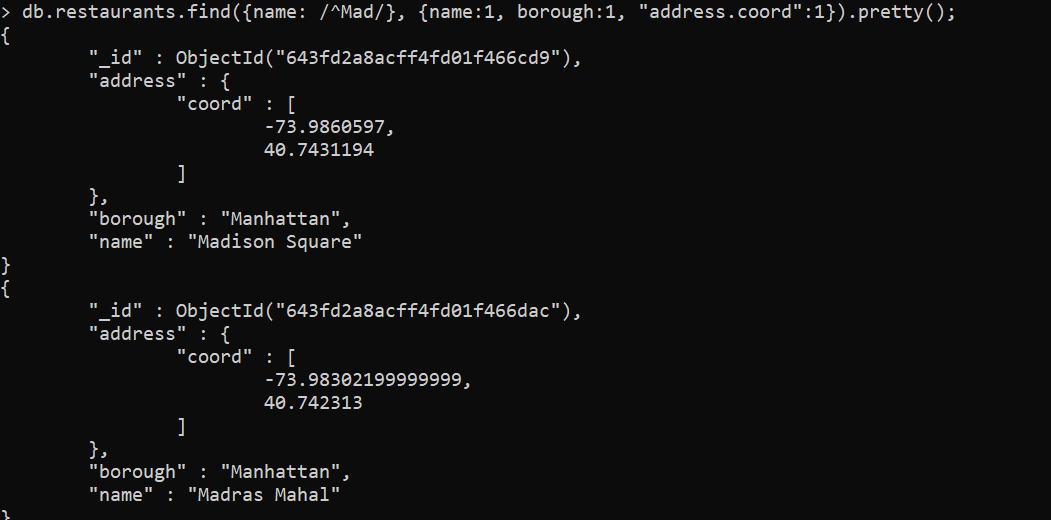 > db.restaurants.find({name: /^Mad/}, {name:1, borough:1, "address.coord":1}).pretty();
{
        "_id" : ObjectId("643fd2a8acff4fd01f466cd9"),
        "address" : {
                "coord" : [
                        -73.9860597,
                        40.7431194
                ]
        },
        "borough" : "Manhattan",
        "name" : "Madison Square"
}
{
        "_id" : ObjectId("643fd2a8acff4fd01f466dac"),
        "address" : {
                "coord" : [
                        -73.98302199999999,
                        40.742313
                ]
        },
        "borough" : "Manhattan",
        "name" : "Madras Mahal"
}